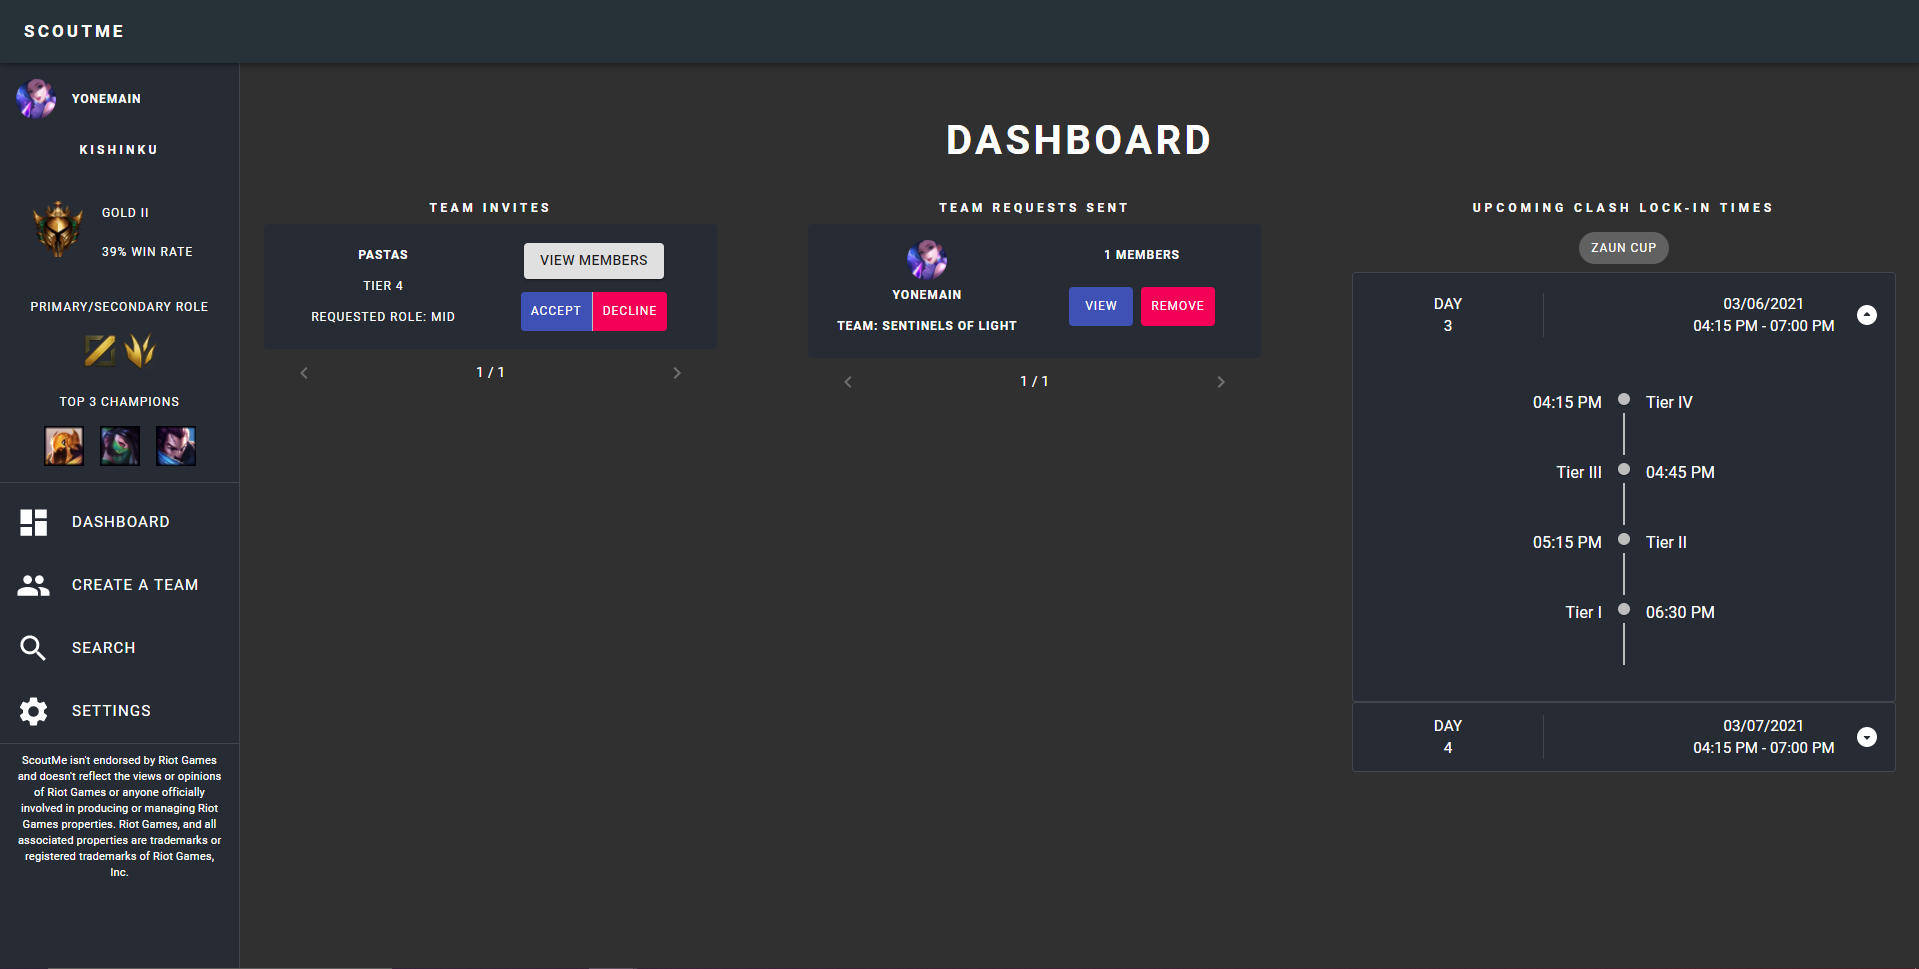 SCOUTME
YONEMAIN
KISHINKU
GOLD II
39% WIN RATE
PRIMARY/SECONDARY ROLE
TOP 3 CHAMPIONS
DASHBOARD
CREATE A TEAM
SEARCH
SETTINGS
ScoutMe isn't endorsed by Riot Games
and doesn't reflect the views or opinions
of Riot Games or anyone officially
involved in producing or managing Riot
Games properties. Riot Games, and all
associated properties are trademarks or
registered trademarks of Riot Games,
Inc.
DASHBOARD
TEAM INVITES
PASTAS
TIER 4
REQUESTED ROLE: MID
VIEW MEMBERS
ACCEPT DECLINE
1 / 1
TEAM REQUESTS SENT
YONEMAIN
TEAM: SENTINELS OF LIGHT
1 MEMBERS
VIEW REMOVE
1 / 1
UPCOMING CLASH LOCK-IN TIMES
ZAUN CUP
DAY
3
03/06/2021
04:15 PM - 07:00 PM
04:15 PM Tier IV
Tier III 04:45 PM
05:15 PM Tier II
Tier I 06:30 PM
DAY
4
03/07/2021
04:15 PM - 07:00 PM